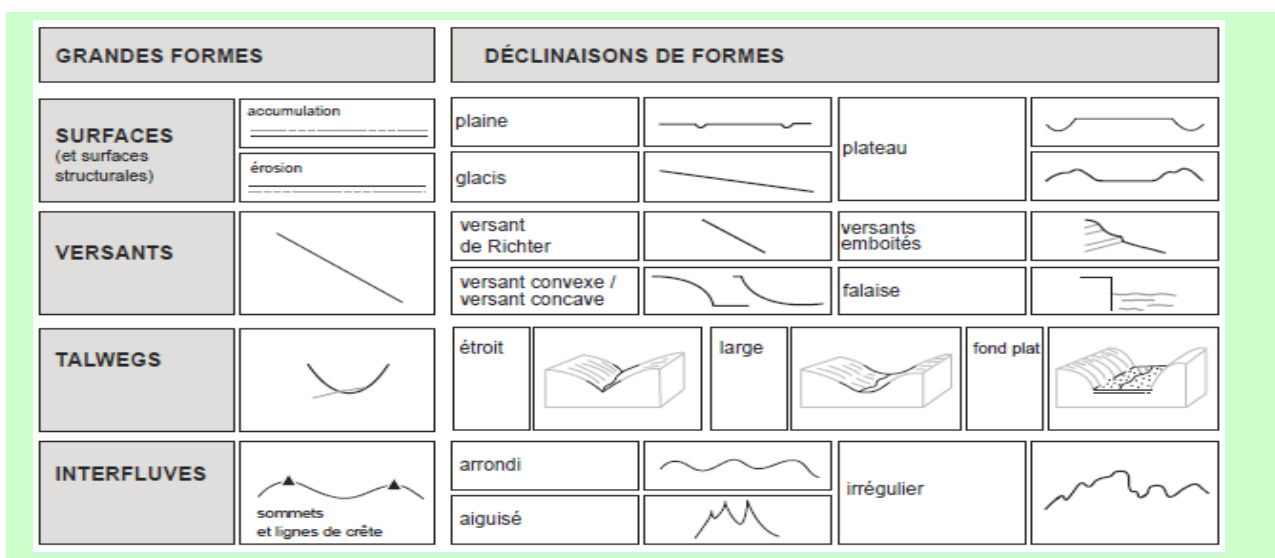 GRANDES FORMES
DÉCLINAISONS DE FORMES
SURFACES
(et surfaces
structurales)
accumulation
érosion
plaine
glacis
plateau
VERSANTS
versant
de Richter
versants
emboités
versant convexe /
versant concave
falaise
TALWEGS
étroit
large
fond plat
INTERFLUVES
sommets
et lignes de crête
arrondi
aiguisé
irrégulier